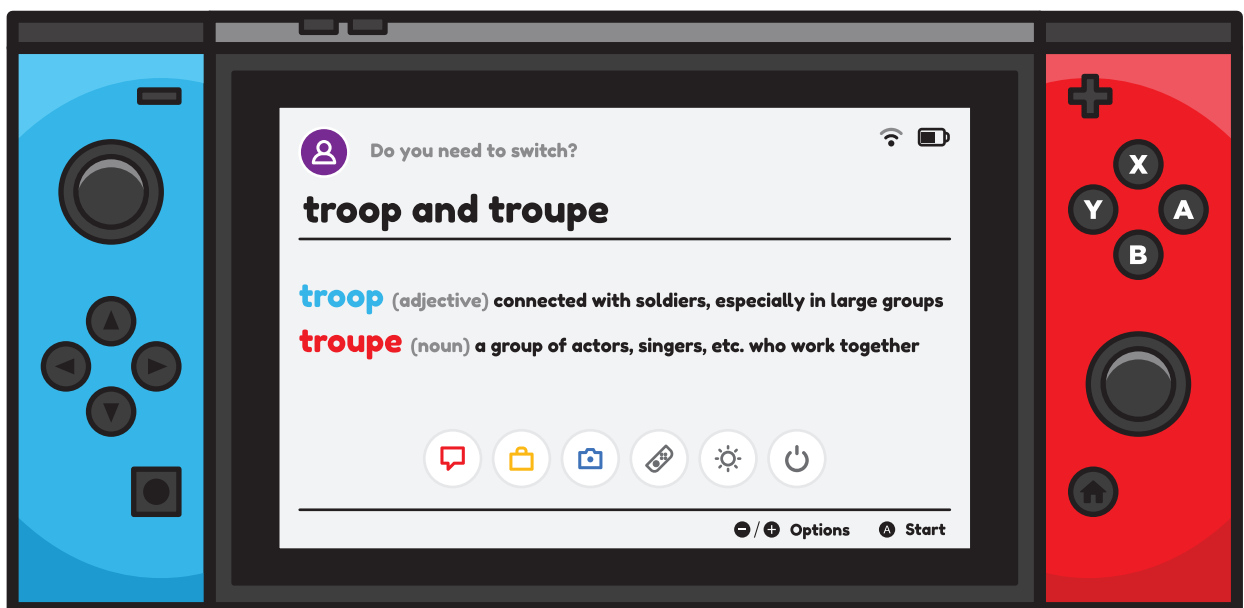 Do you need to switch?
troop and troupe
X
Y
A
B
troop (adjective) connected with soldiers, especially in large groups
troupe (noun) a group of actors, singers, etc. who work together
/ Options A Start